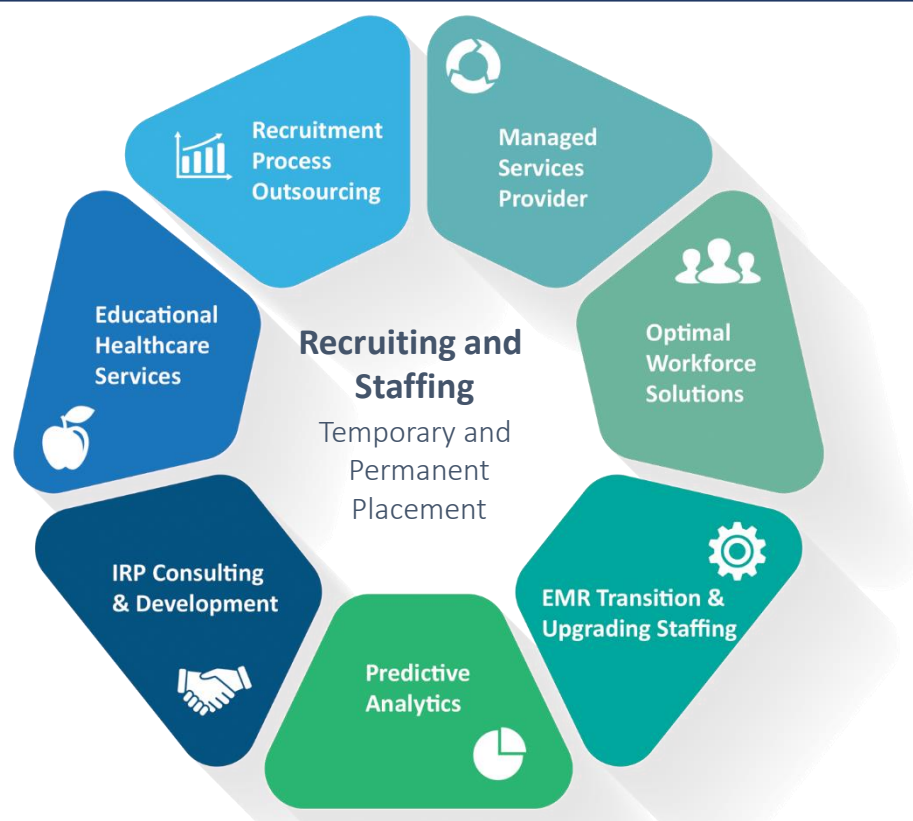 Recruitment
Process
Outsourcing
Managed
Services
Provider
Educational
Healthcare
Services
Recruiting and
Staffing
Temporary and
Permanent
Placement
Optimal
Workforce
Solutions
IRP Consulting
& Development
EMR Transition &
Upgrading Staffing
Predictive
Analytics